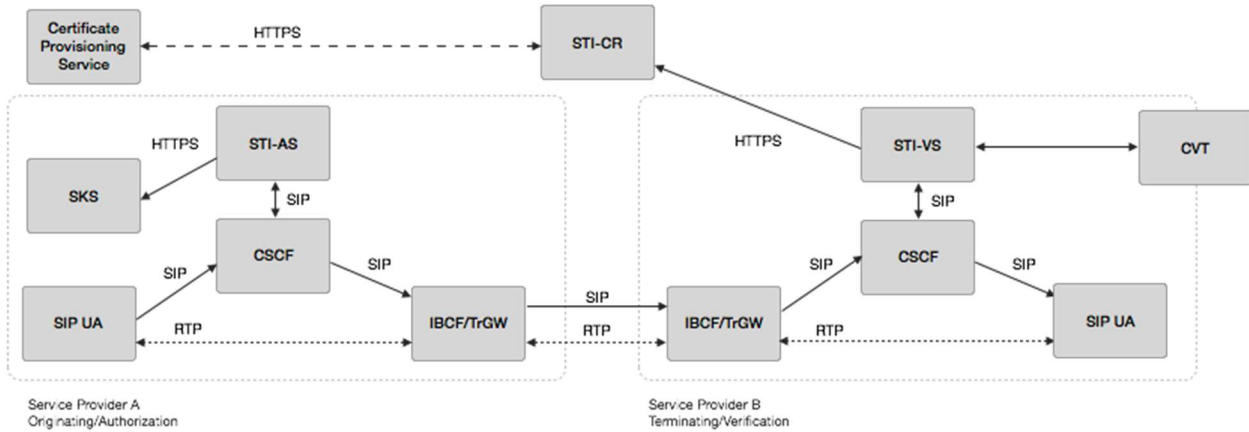 Certificate
Provisioning
Service
HTTPS
STI-CR
HTTPS
STI-AS
SKS
SIP
CSCF
SIP
SIP
SIP UA
RTP
IBCF/TrGW
SIP
RTP
HTTPS
STI-VS
CVT
SIP
CSCF
SIP
SIP
IBCF/TrGW
RTP
SIP UA
Service Provider A
Originating/Authorization
Service Provider B
Terminating/Verification